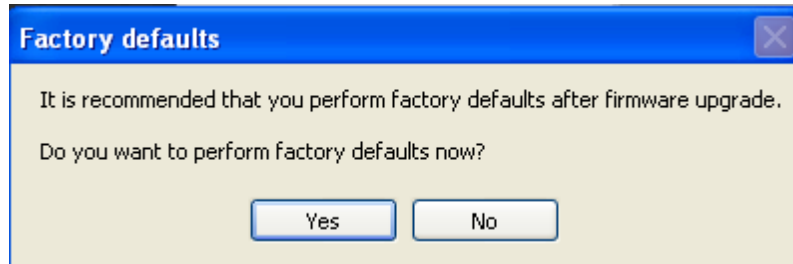 Factory defaults
It is recommended that you perform factory defaults after firmware upgrade.
Do you want to perform factory defaults now?
Yes No